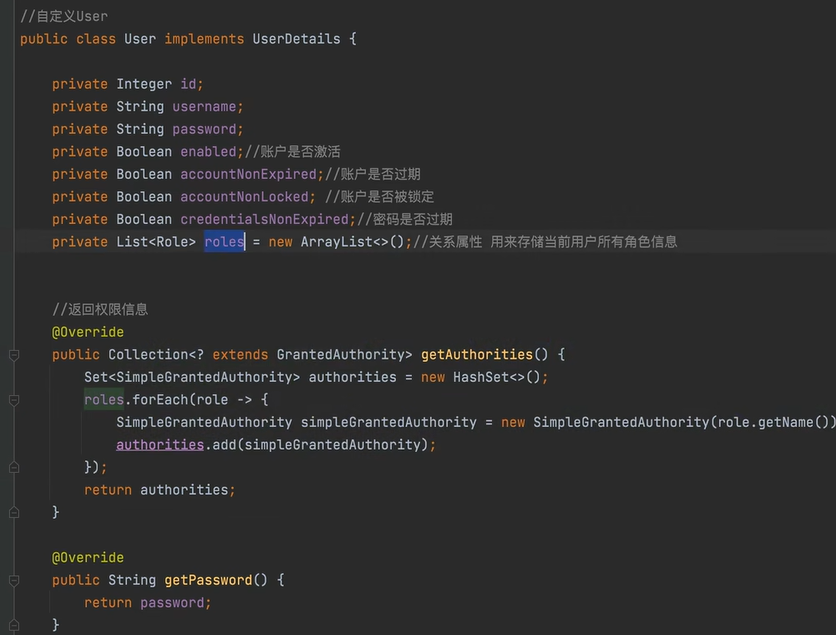 //自定义User
public class User implements UserDetails {
private Integer id;
private String username;
private String password;
private Boolean enabled;//账户是否激活
private Boolean accountNonExpired;//账户是否过期
private Boolean accountNonLocked; //账户是否被锁定
private Boolean credentialsNonExpired;//密码是否过期
private List<Role> roles = new ArrayList<>();//关系属性 用来存储当前用户所有角色信息
//返回权限信息
@Override
public Collection<? extends GrantedAuthority> getAuthorities() {
Set<SimpleGrantedAuthority> authorities = new HashSet<>();
roles.forEach(role -> {
SimpleGrantedAuthority simpleGrantedAuthority = new SimpleGrantedAuthority(role.getName())
authorities.add(simpleGrantedAuthority);
});
return authorities;
}
@Override
public String getPassword() {
return password;
}